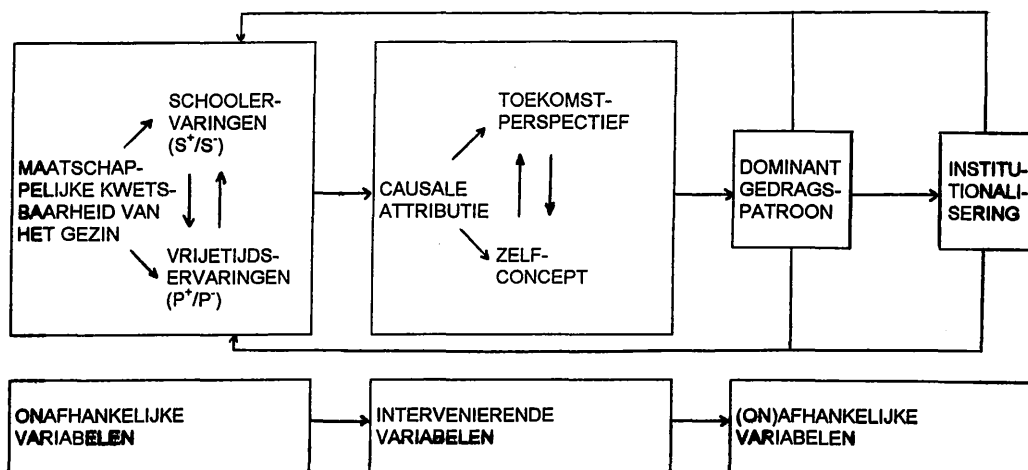 SCHOOLER-
VARINGEN
(S⁺/S⁻)
MAATSCHAP-
PELIJKE KWETS-
BAARHEID VAN
HET GEZIN
VRIJETIJDS-
ERVARINGEN
(P⁺/P⁻)
TOEKOMST-
PERSPECTIEF
CAUSALE
ATTRIBUTIE
ZELF-
CONCEPT
DOMINANT
GEDRAGS-
PATROON
INSTITU-
TIONALI-
SERING
ONAFHANKELIJKE
VARIABELEN
INTERVENIERENDE
VARIABELEN
(ON)AFHANKELIJKE
VARIABELEN